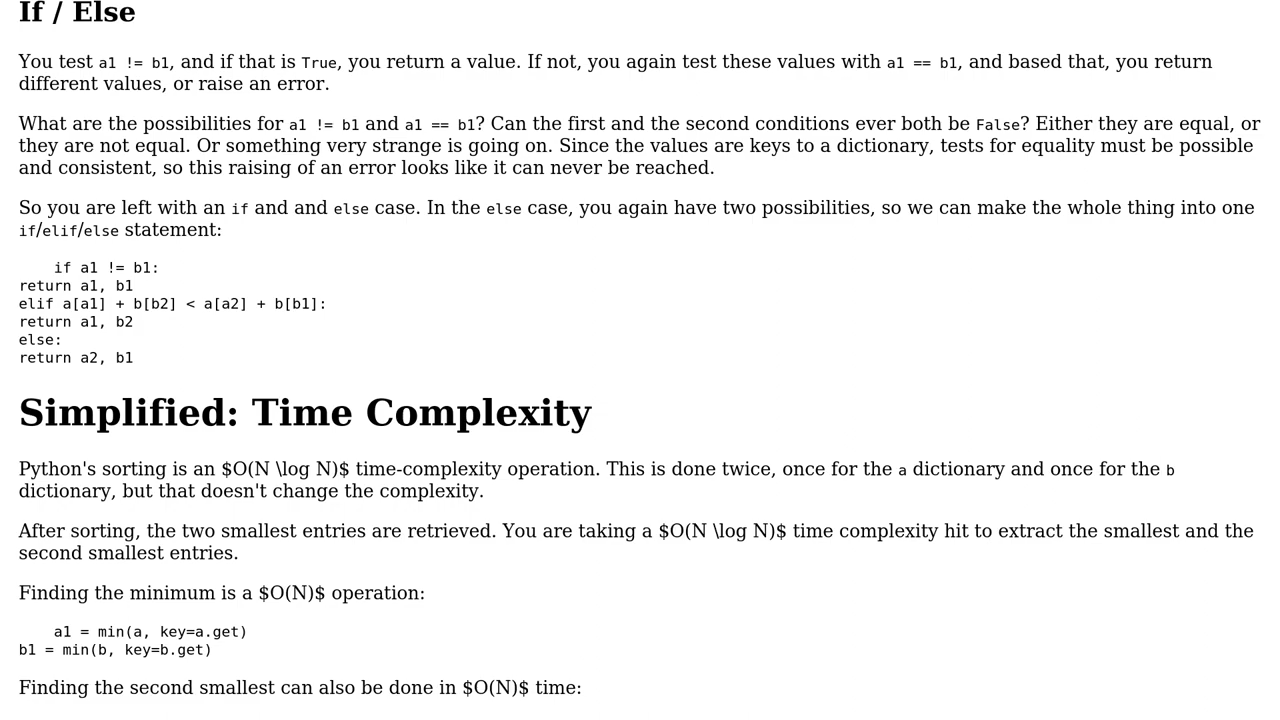 If / Else
You test a1 != b1, and if that is True, you return a value. If not, you again test these values with a1 == b1, and based that, you return
different values, or raise an error.
What are the possibilities for a1 != b1 and a1 == b1? Can the first and the second conditions ever both be False? Either they are equal, or
they are not equal. Or something very strange is going on. Since the values are keys to a dictionary, tests for equality must be possible
and consistent, so this raising of an error looks like it can never be reached.
So you are left with an if and and else case. In the else case, you again have two possibilities, so we can make the whole thing into one
if/elif/else statement:
    if a1 != b1:
return a1, b1
elif a[a1] + b[b2] < a[a2] + b[b1]:
return a1, b2
else:
return a2, b1
Simplified: Time Complexity
Python's sorting is an $O(N \log N)$ time-complexity operation. This is done twice, once for the a dictionary and once for the b
dictionary, but that doesn't change the complexity.
After sorting, the two smallest entries are retrieved. You are taking a $O(N \log N)$ time complexity hit to extract the smallest and the
second smallest entries.
Finding the minimum is a $O(N)$ operation:
    a1 = min(a, key=a.get)
b1 = min(b, key=b.get)
Finding the second smallest can also be done in $O(N)$ time: